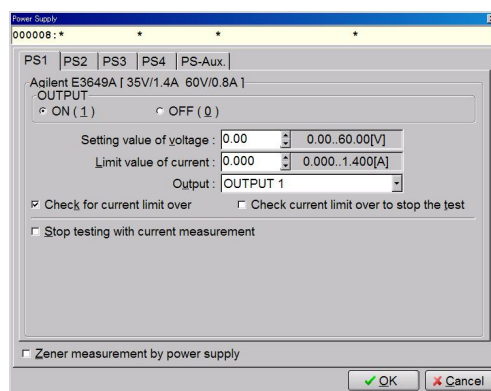 Power Supply
000008:* * * *
PS1 PS2 PS3 PS4 PS-Aux.
Agilent E3649A [ 35V/1.4A 60V/0.8A ]
OUTPUT
ON ( 1 ) OFF ( 0 )
Setting value of voltage : 0.00 0.00..60.00[V]
Limit value of current : 0.000 0.000..1.400[A]
Output : OUTPUT 1
Check for current limit over Check current limit over to stop the test
Stop testing with current measurement
Zener measurement by power supply
OK Cancel